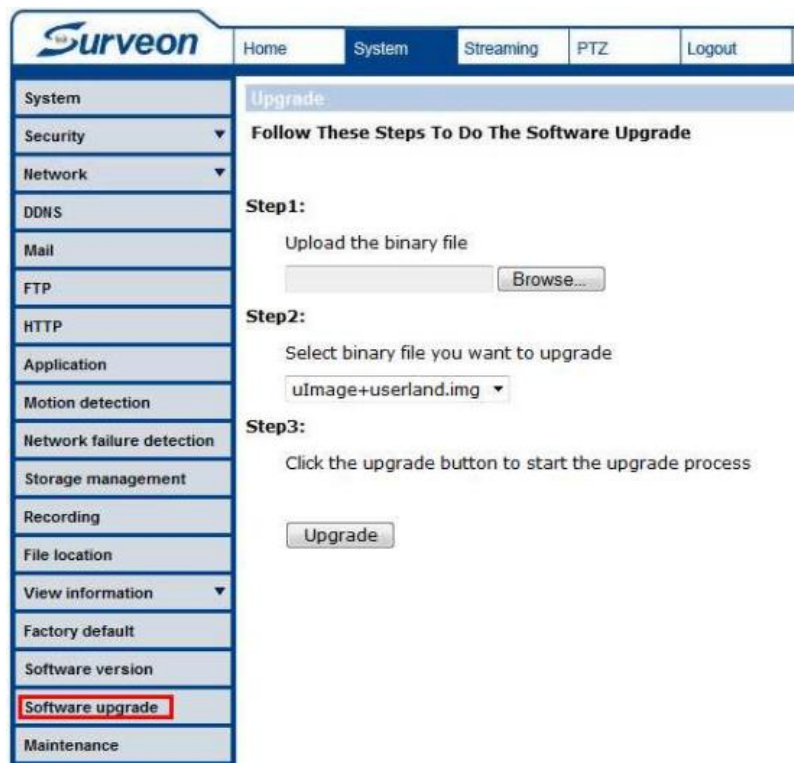 Surveon
Home System Streaming PTZ Logout
System
Security
Network
DDNS
Mail
FTP
HTTP
Application
Motion detection
Network failure detection
Storage management
Recording
File location
View information
Factory default
Software version
Software upgrade
Maintenance
Upgrade
Follow These Steps To Do The Software Upgrade
Step1:
Upload the binary file
Browse...
Step2:
Select binary file you want to upgrade
uImage+userland.img
Step3:
Click the upgrade button to start the upgrade process
Upgrade